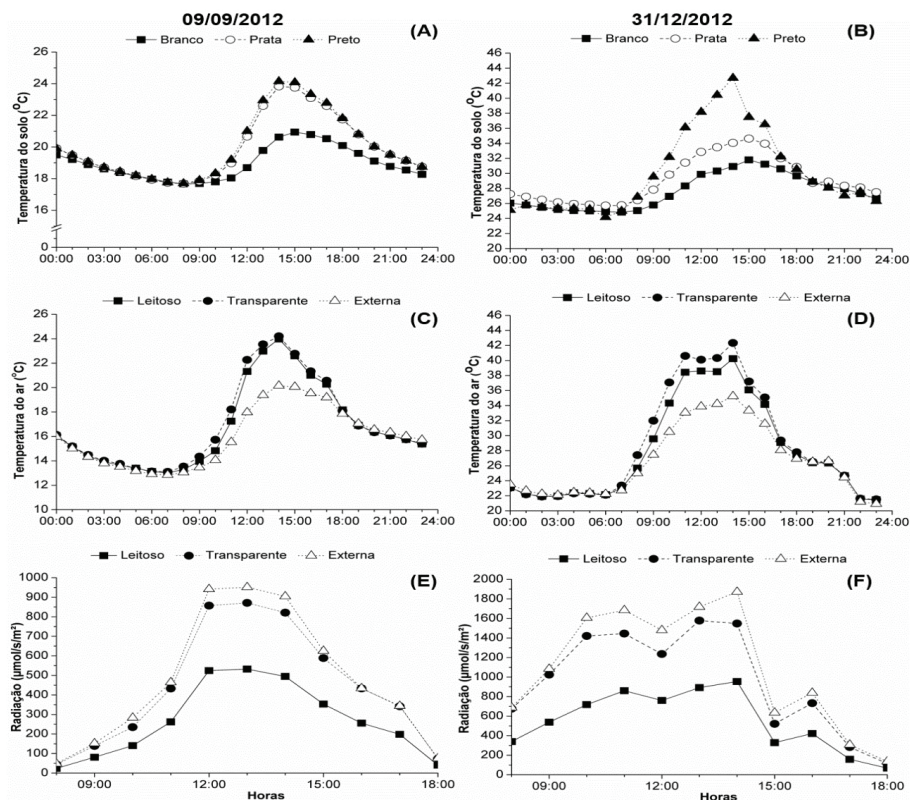 09/09/2012
31/12/2012
(A)
Branco Prata Preto
Temperatura do solo (°C)
26
24
22
20
18
16
0
00:00 03:00 06:00 09:00 12:00 15:00 18:00 21:00 24:00
(B)
Branco Prata Preto
Temperatura do solo (°C)
46
44
42
40
38
36
34
32
30
28
26
24
22
20
00:00 03:00 06:00 09:00 12:00 15:00 18:00 21:00 24:00
(C)
Leitoso Transparente Externa
Temperatura do ar (°C)
26
24
22
20
18
16
14
12
10
00:00 03:00 06:00 09:00 12:00 15:00 18:00 21:00 24:00
(D)
Leitoso Transparente Externa
Temperatura do ar (°C)
46
44
42
40
38
36
34
32
30
28
26
24
22
20
00:00 03:00 06:00 09:00 12:00 15:00 18:00 21:00 24:00
(E)
Leitoso Transparente Externa
Radiação (µmol/s/m²)
1000
900
800
700
600
500
400
300
200
100
0
09:00 12:00 15:00 18:00
Horas
(F)
Leitoso Transparente Externa
Radiação (µmol/s/m²)
2000
1800
1600
1400
1200
1000
800
600
400
200
0
09:00 12:00 15:00 18:00
Horas